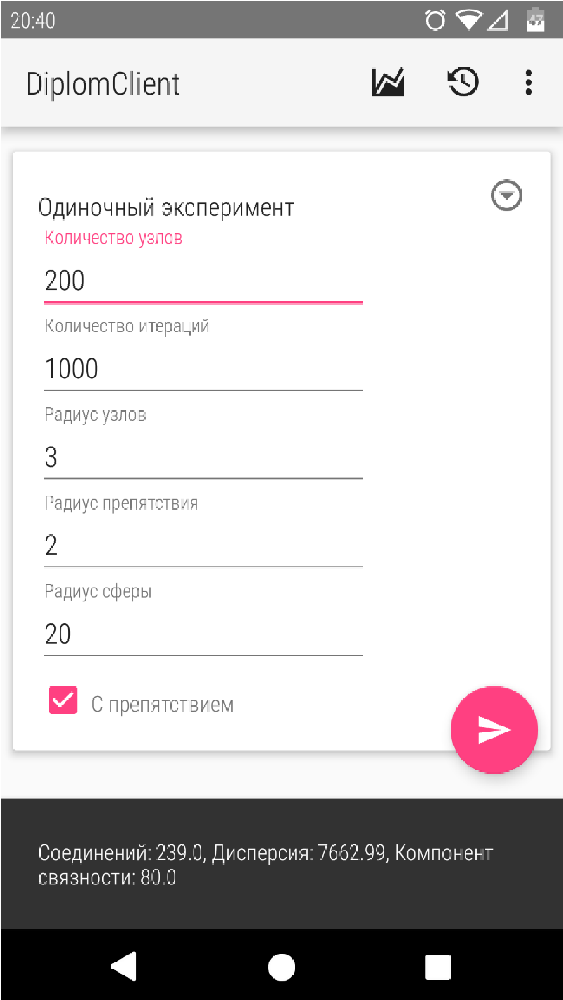 20:40
47
DiplomClient
Одиночный эксперимент
Количество узлов
200
Количество итераций
1000
Радиус узлов
3
Радиус препятствия
2
Радиус сферы
20
С препятствием
Соединений: 239.0, Дисперсия: 7662.99, Компонент
связности: 80.0